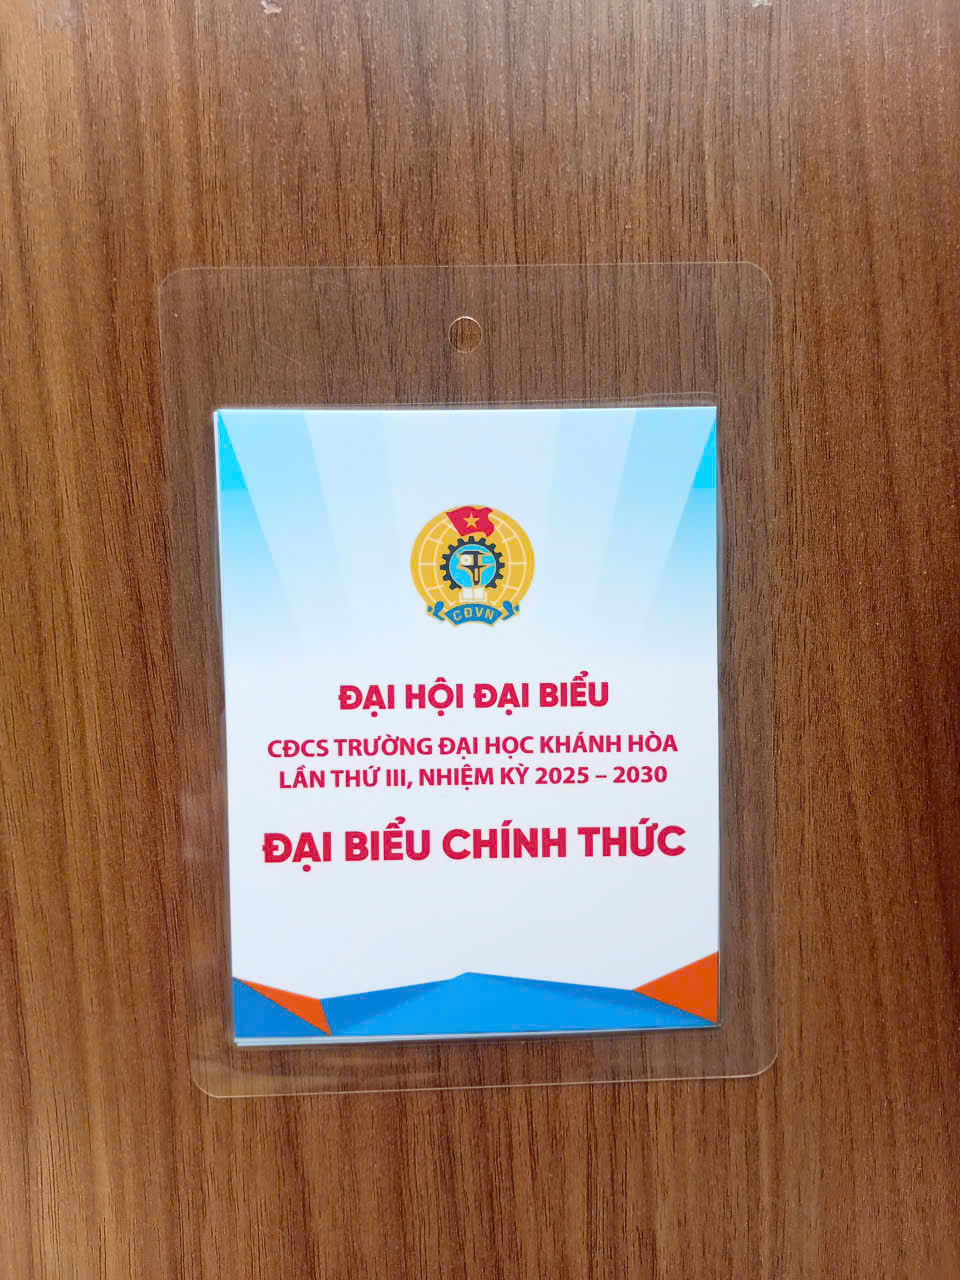 CĐVN
ĐẠI HỘI ĐẠI BIỂU
CĐCS TRƯỜNG ĐẠI HỌC KHÁNH HÒA
LẦN THỨ III, NHIỆM KỲ 2025 – 2030
ĐẠI BIỂU CHÍNH THỨC